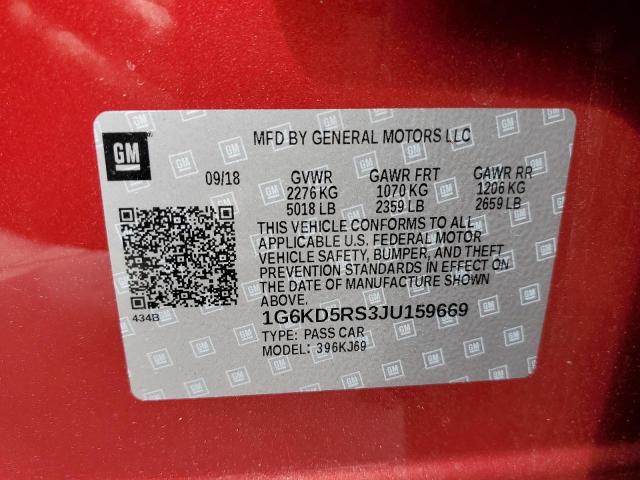 GM
MFD BY GENERAL MOTORS LLC
09/18 GVWR GAWR FRT GAWR RR
2276 KG 1070 KG 1206 KG
5018 LB 2359 LB 2659 LB
THIS VEHICLE CONFORMS TO ALL
APPLICABLE U.S. FEDERAL MOTOR
VEHICLE SAFETY, BUMPER, AND THEFT
PREVENTION STANDARDS IN EFFECT ON
THE DATE OF MANUFACTURE SHOWN
ABOVE.
434B
1G6KD5RS3JU159669
TYPE: PASS CAR
MODEL: 396KJ69